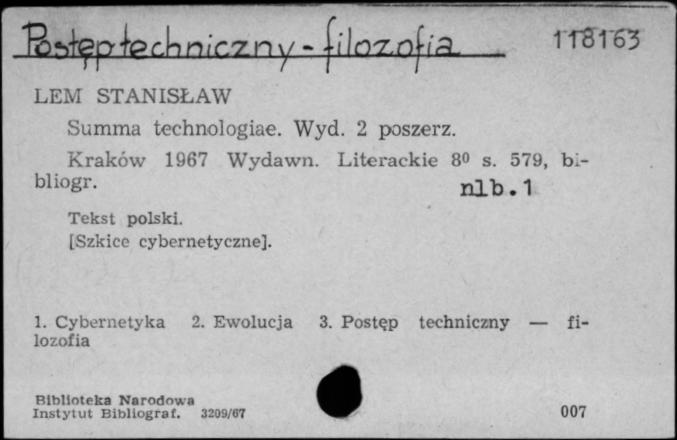 Postęp techniczny - filozofia 118163
LEM STANISŁAW
Summa technologiae. Wyd. 2 poszerz.
Kraków 1967 Wydawn. Literackie 8⁰ s. 579, bi-
bliogr. nlb.1
Tekst polski.
[Szkice cybernetyczne].
1. Cybernetyka 2. Ewolucja 3. Postęp techniczny — fi-
lozofia
Biblioteka Narodowa
Instytut Bibliograf. 3209/67 007